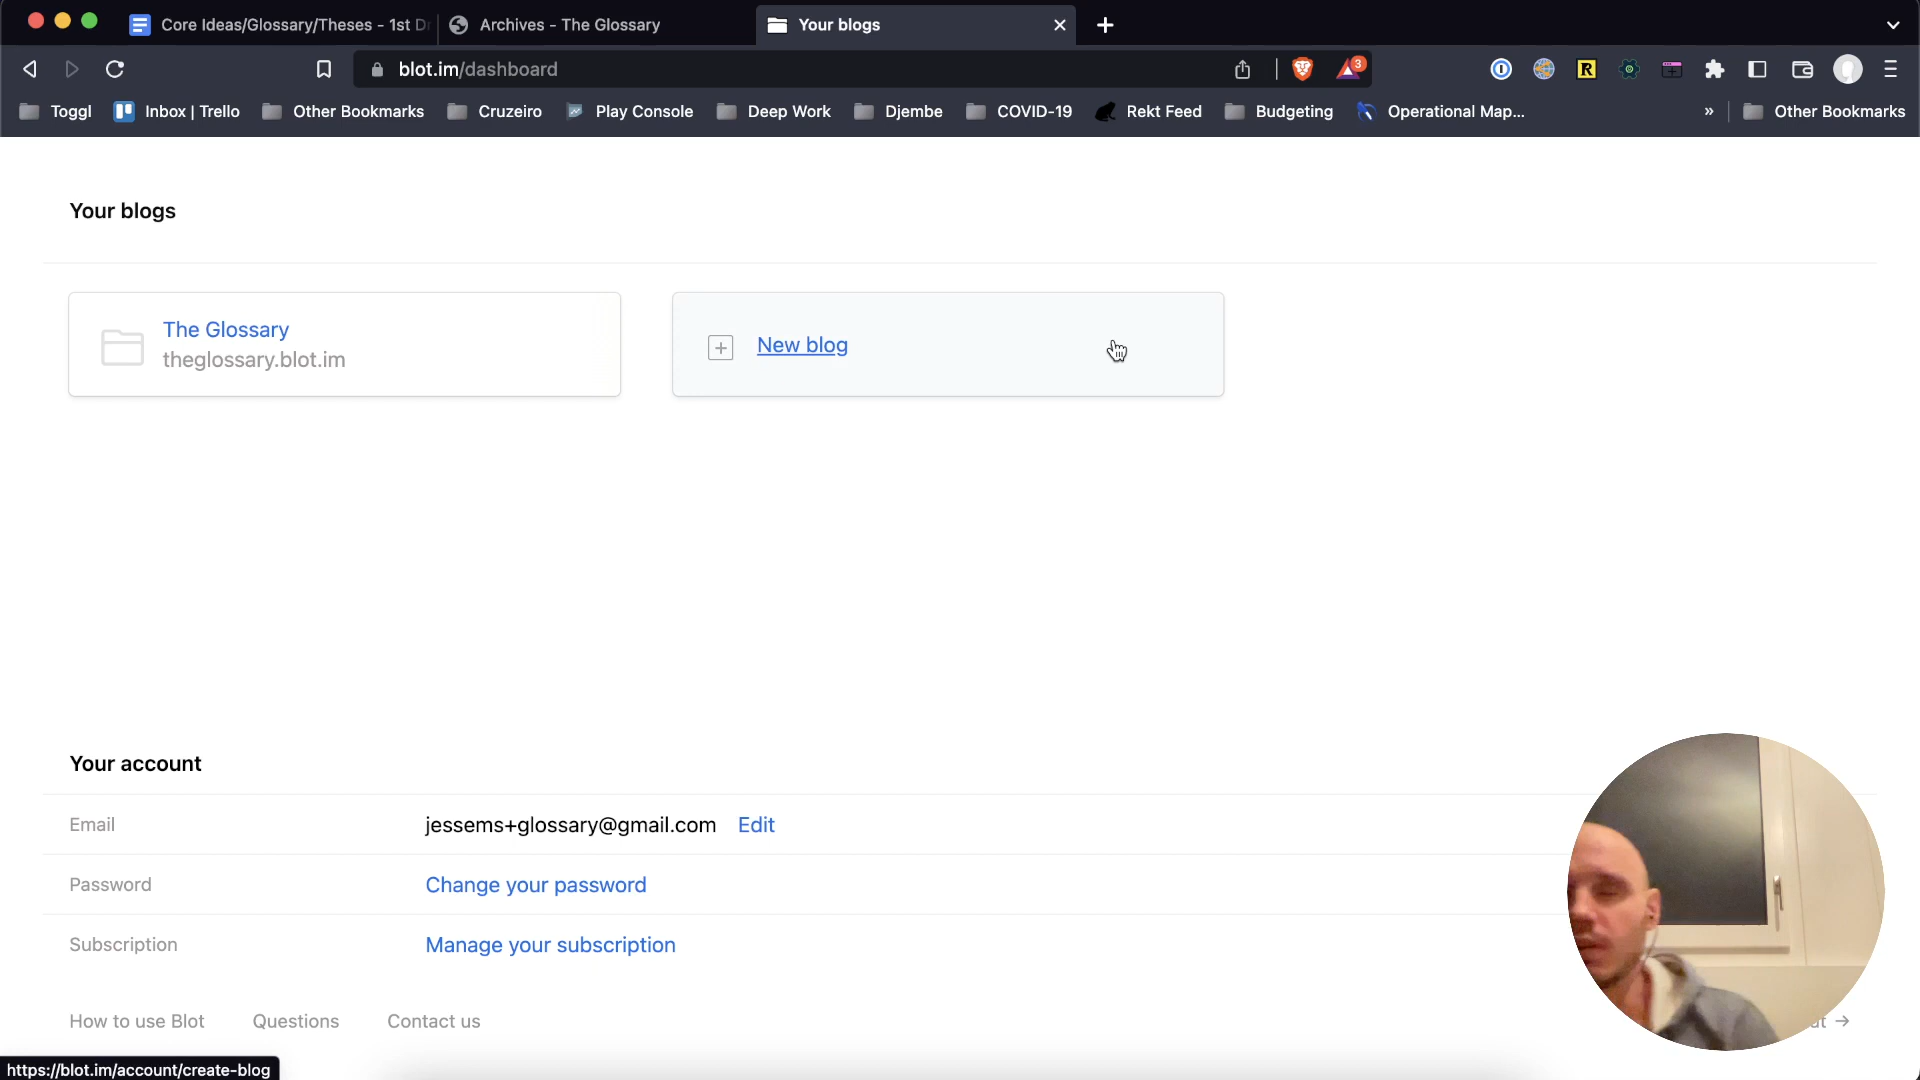 Core Ideas/Glossary/Theses - 1st D
Archives - The Glossary
Your blogs
blot.im/dashboard
3
Toggl
Inbox | Trello
Other Bookmarks
Cruzeiro
Play Console
Deep Work
Djembe
COVID-19
Rekt Feed
Budgeting
Operational Map...
»
Other Bookmarks
Your blogs
The Glossary
theglossary.blot.im
New blog
Your account
Email
jessems+glossary@gmail.com
Edit
Password
Change your password
Subscription
Manage your subscription
How to use Blot
Questions
Contact us
https://blot.im/account/create-blog